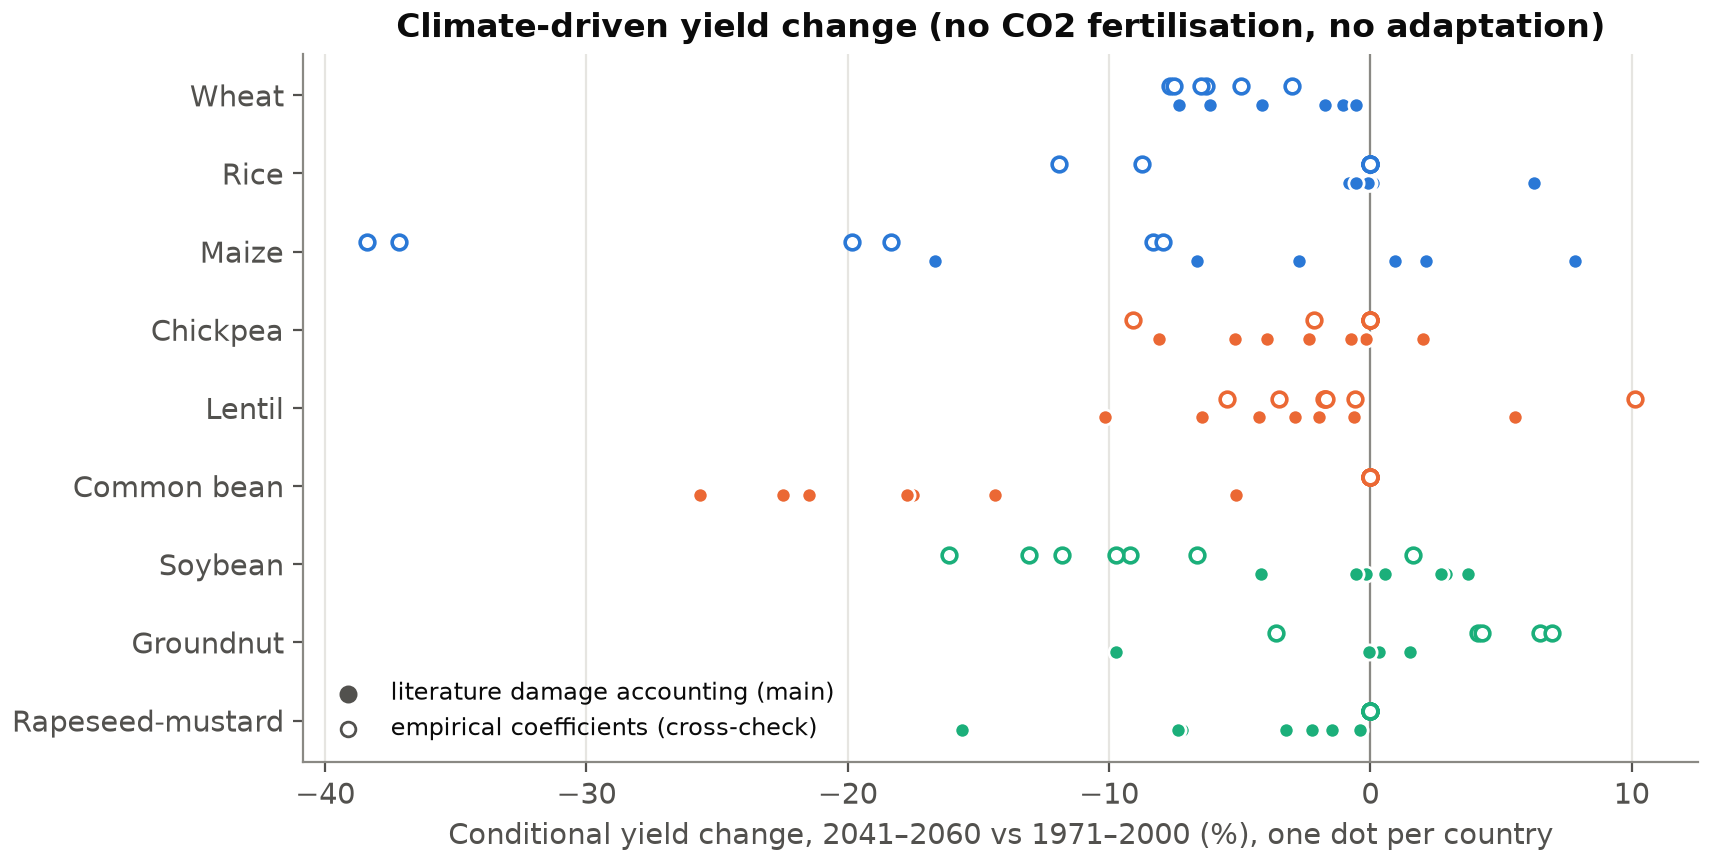 Climate-driven yield change (no CO2 fertilisation, no adaptation)
Wheat
Rice
Maize
Chickpea
Lentil
Common bean
Soybean
Groundnut
Rapeseed-mustard
literature damage accounting (main)
empirical coefficients (cross-check)
−40 −30 −20 −10 0 10
Conditional yield change, 2041–2060 vs 1971–2000 (%), one dot per country